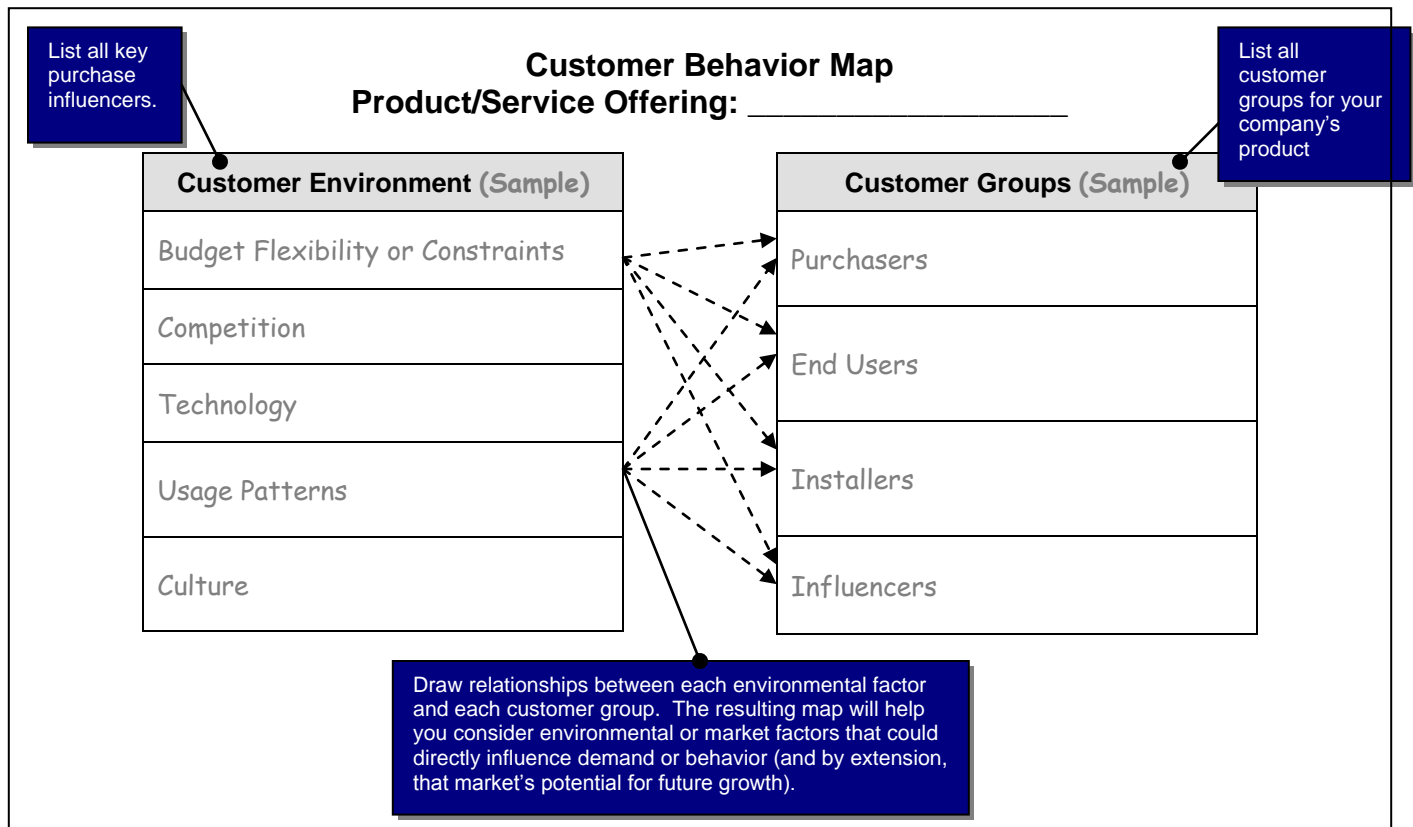 List all key
purchase
influencers.
Customer Behavior Map
Product/Service Offering: __________________
List all
customer
groups for your
company's
product
Customer Environment (Sample)
Budget Flexibility or Constraints
Competition
Technology
Usage Patterns
Culture
Customer Groups (Sample)
Purchasers
End Users
Installers
Influencers
Draw relationships between each environmental factor
and each customer group.  The resulting map will help
you consider environmental or market factors that could
directly influence demand or behavior (and by extension,
that market's potential for future growth).